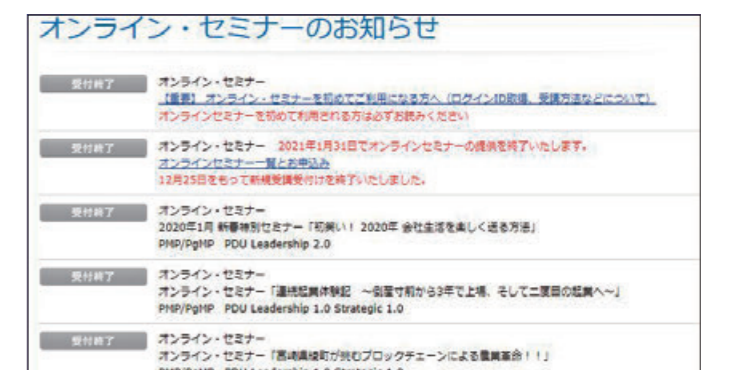 オンライン・セミナーのお知らせ
受付終了
オンライン・セミナー
【重要】 オンライン・セミナーを初めてご利用になる方へ（ログインID取得、受講方法などについて）
オンラインセミナーを初めて利用される方は必ずお読みください
受付終了
オンライン・セミナー 2021年1月31日でオンラインセミナーの提供を終了いたします。
オンラインセミナー一覧とお申込み
12月25日をもって新規受講受付けを終了いたしました。
受付終了
オンライン・セミナー
2020年1月 新春特別セミナー「初笑い！ 2020年 会社生活を楽しく送る方法」
PMP/PgMP PDU Leadership 2.0
受付終了
オンライン・セミナー
オンライン・セミナー「連続起業体験記 ～倒産寸前から3年で上場、そして二度目の起業へ～」
PMP/PgMP PDU Leadership 1.0 Strategic 1.0
受付終了
オンライン・セミナー
オンライン・セミナー「宮崎県綾町が挑むブロックチェーンによる農業革命！！」
PMP/PgMP PDU Leadership 1.0 Strategic 1.0